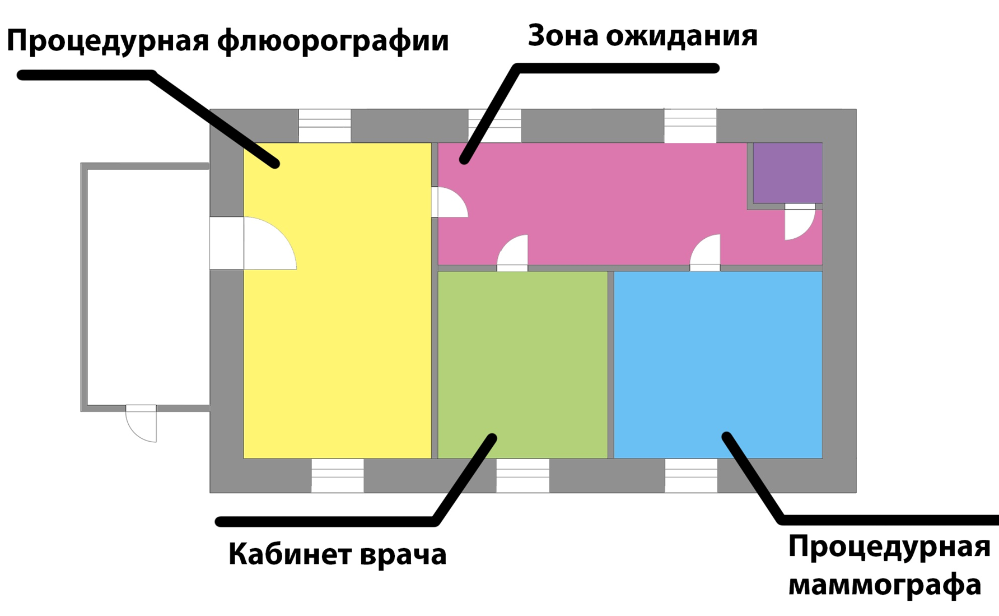 Процедурная флюорографии
Зона ожидания
Кабинет врача
Процедурная
маммографа